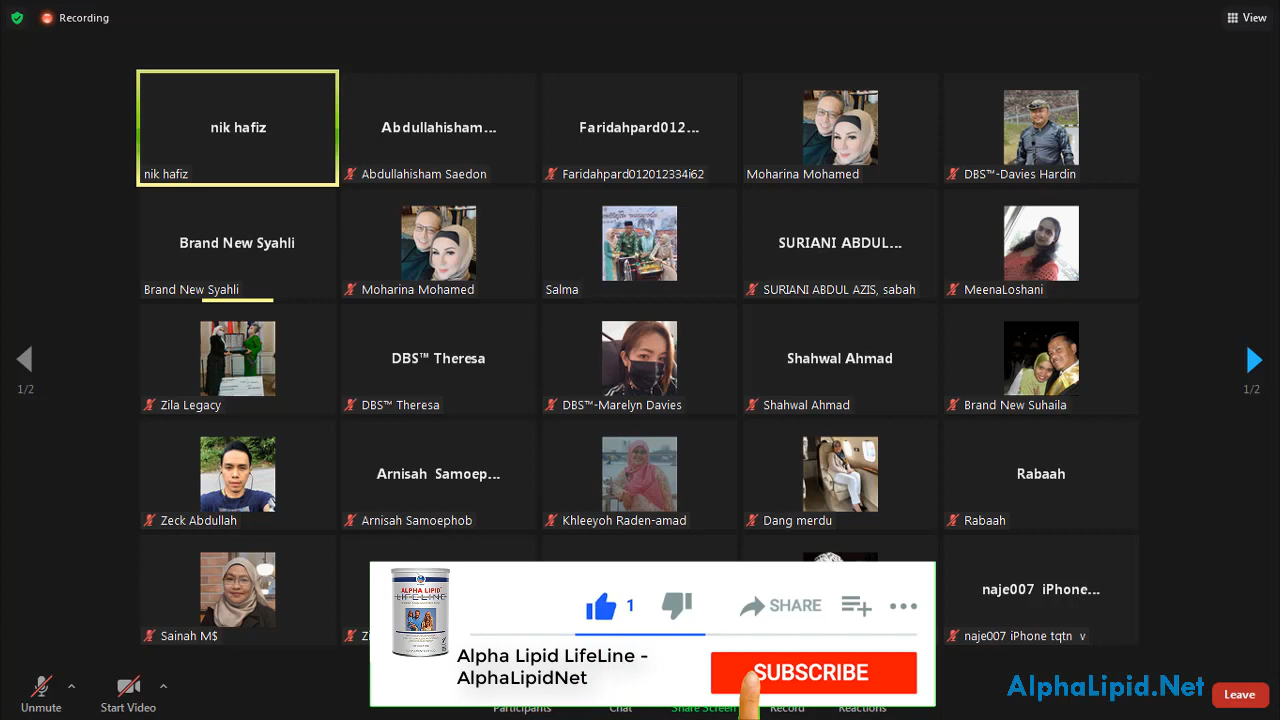 Recording
View
nik hafiz
Abdullahisham...
Faridahpard012...
nik hafiz
Abdullahisham Saedon
Faridahpard012012334i62
Moharina Mohamed
DBS™-Davies Hardin
Brand New Syahli
SURIANI ABDUL...
Brand New Syahli
Moharina Mohamed
Salma
SURIANI ABDUL AZIS, sabah
MeenaLoshani
DBS™ Theresa
Shahwal Ahmad
1/2
1/2
Zila Legacy
DBS™ Theresa
DBS™-Marelyn Davies
Shahwal Ahmad
Brand New Suhaila
Arnisah Samoep...
Rabaah
Zeck Abdullah
Arnisah Samoephob
Khleeyoh Raden-amad
Dang merdu
Rabaah
naje007 iPhone...
Sainah M$
naje007 iPhone tqtn v
ALPHA LIPID
LIFELINE
1
SHARE
Alpha Lipid LifeLine -
AlphaLipidNet
SUBSCRIBE
AlphaLipid.Net
Unmute
Start Video
Participants
Chat
Share Screen
Record
Reactions
Leave